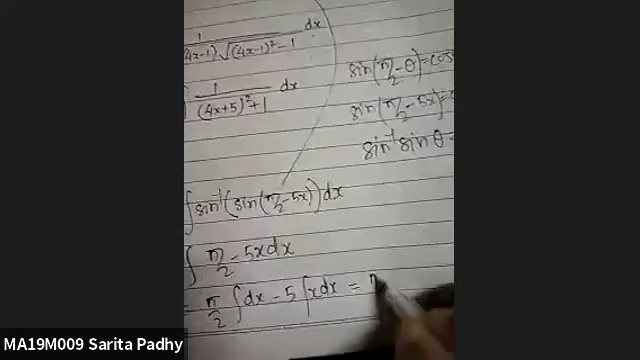 1/((4x-1)√((4x-1)²-1)) dx
1/((4x+5)²+1) dx
sin(π/2-θ)=cos
sin(π/2-5x)=
sin⁻¹ sin θ =
∫sin⁻¹(sin(π/2-5x))dx
∫ π/2 - 5x dx
= π/2 ∫dx - 5∫x dx = π
MA19M009 Sarita Padhy